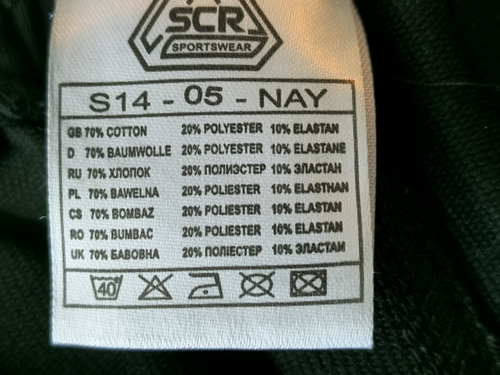 SCR
SPORTSWEAR
S14 - 05 - NAY
GB 70% COTTON 20% POLYESTER 10% ELASTAN
D 70% BAUMWOLLE 20% POLYESTER 10% ELASTANE
RU 70% ХЛОПОК 20% ПОЛИЭСТЕР 10% ЭЛАСТАН
PL 70% BAWELNA 20% POLIESTER 10% ELASTHAN
CS 70% BOMBAZ 20% POLIESTER 10% ELASTAN
RO 70% BUMBAC 20% POLIESTER 10% ELASTAN
UK 70% БАВОВНА 20% ПОЛІЕСТЕР 10% ЭЛАСТАН
40